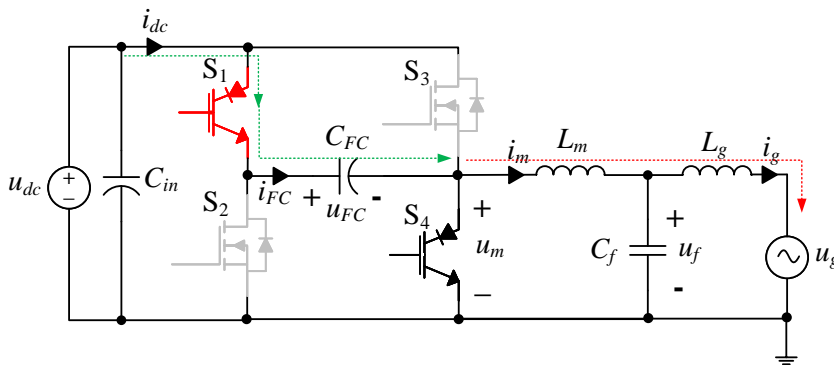 i_dc
S_1
S_3
C_FC
L_m
L_g
i_m
i_g
u_dc
+
−
C_in
i_FC
+
-
u_FC
S_2
S_4
+
u_m
−
C_f
+
u_f
-
u_g